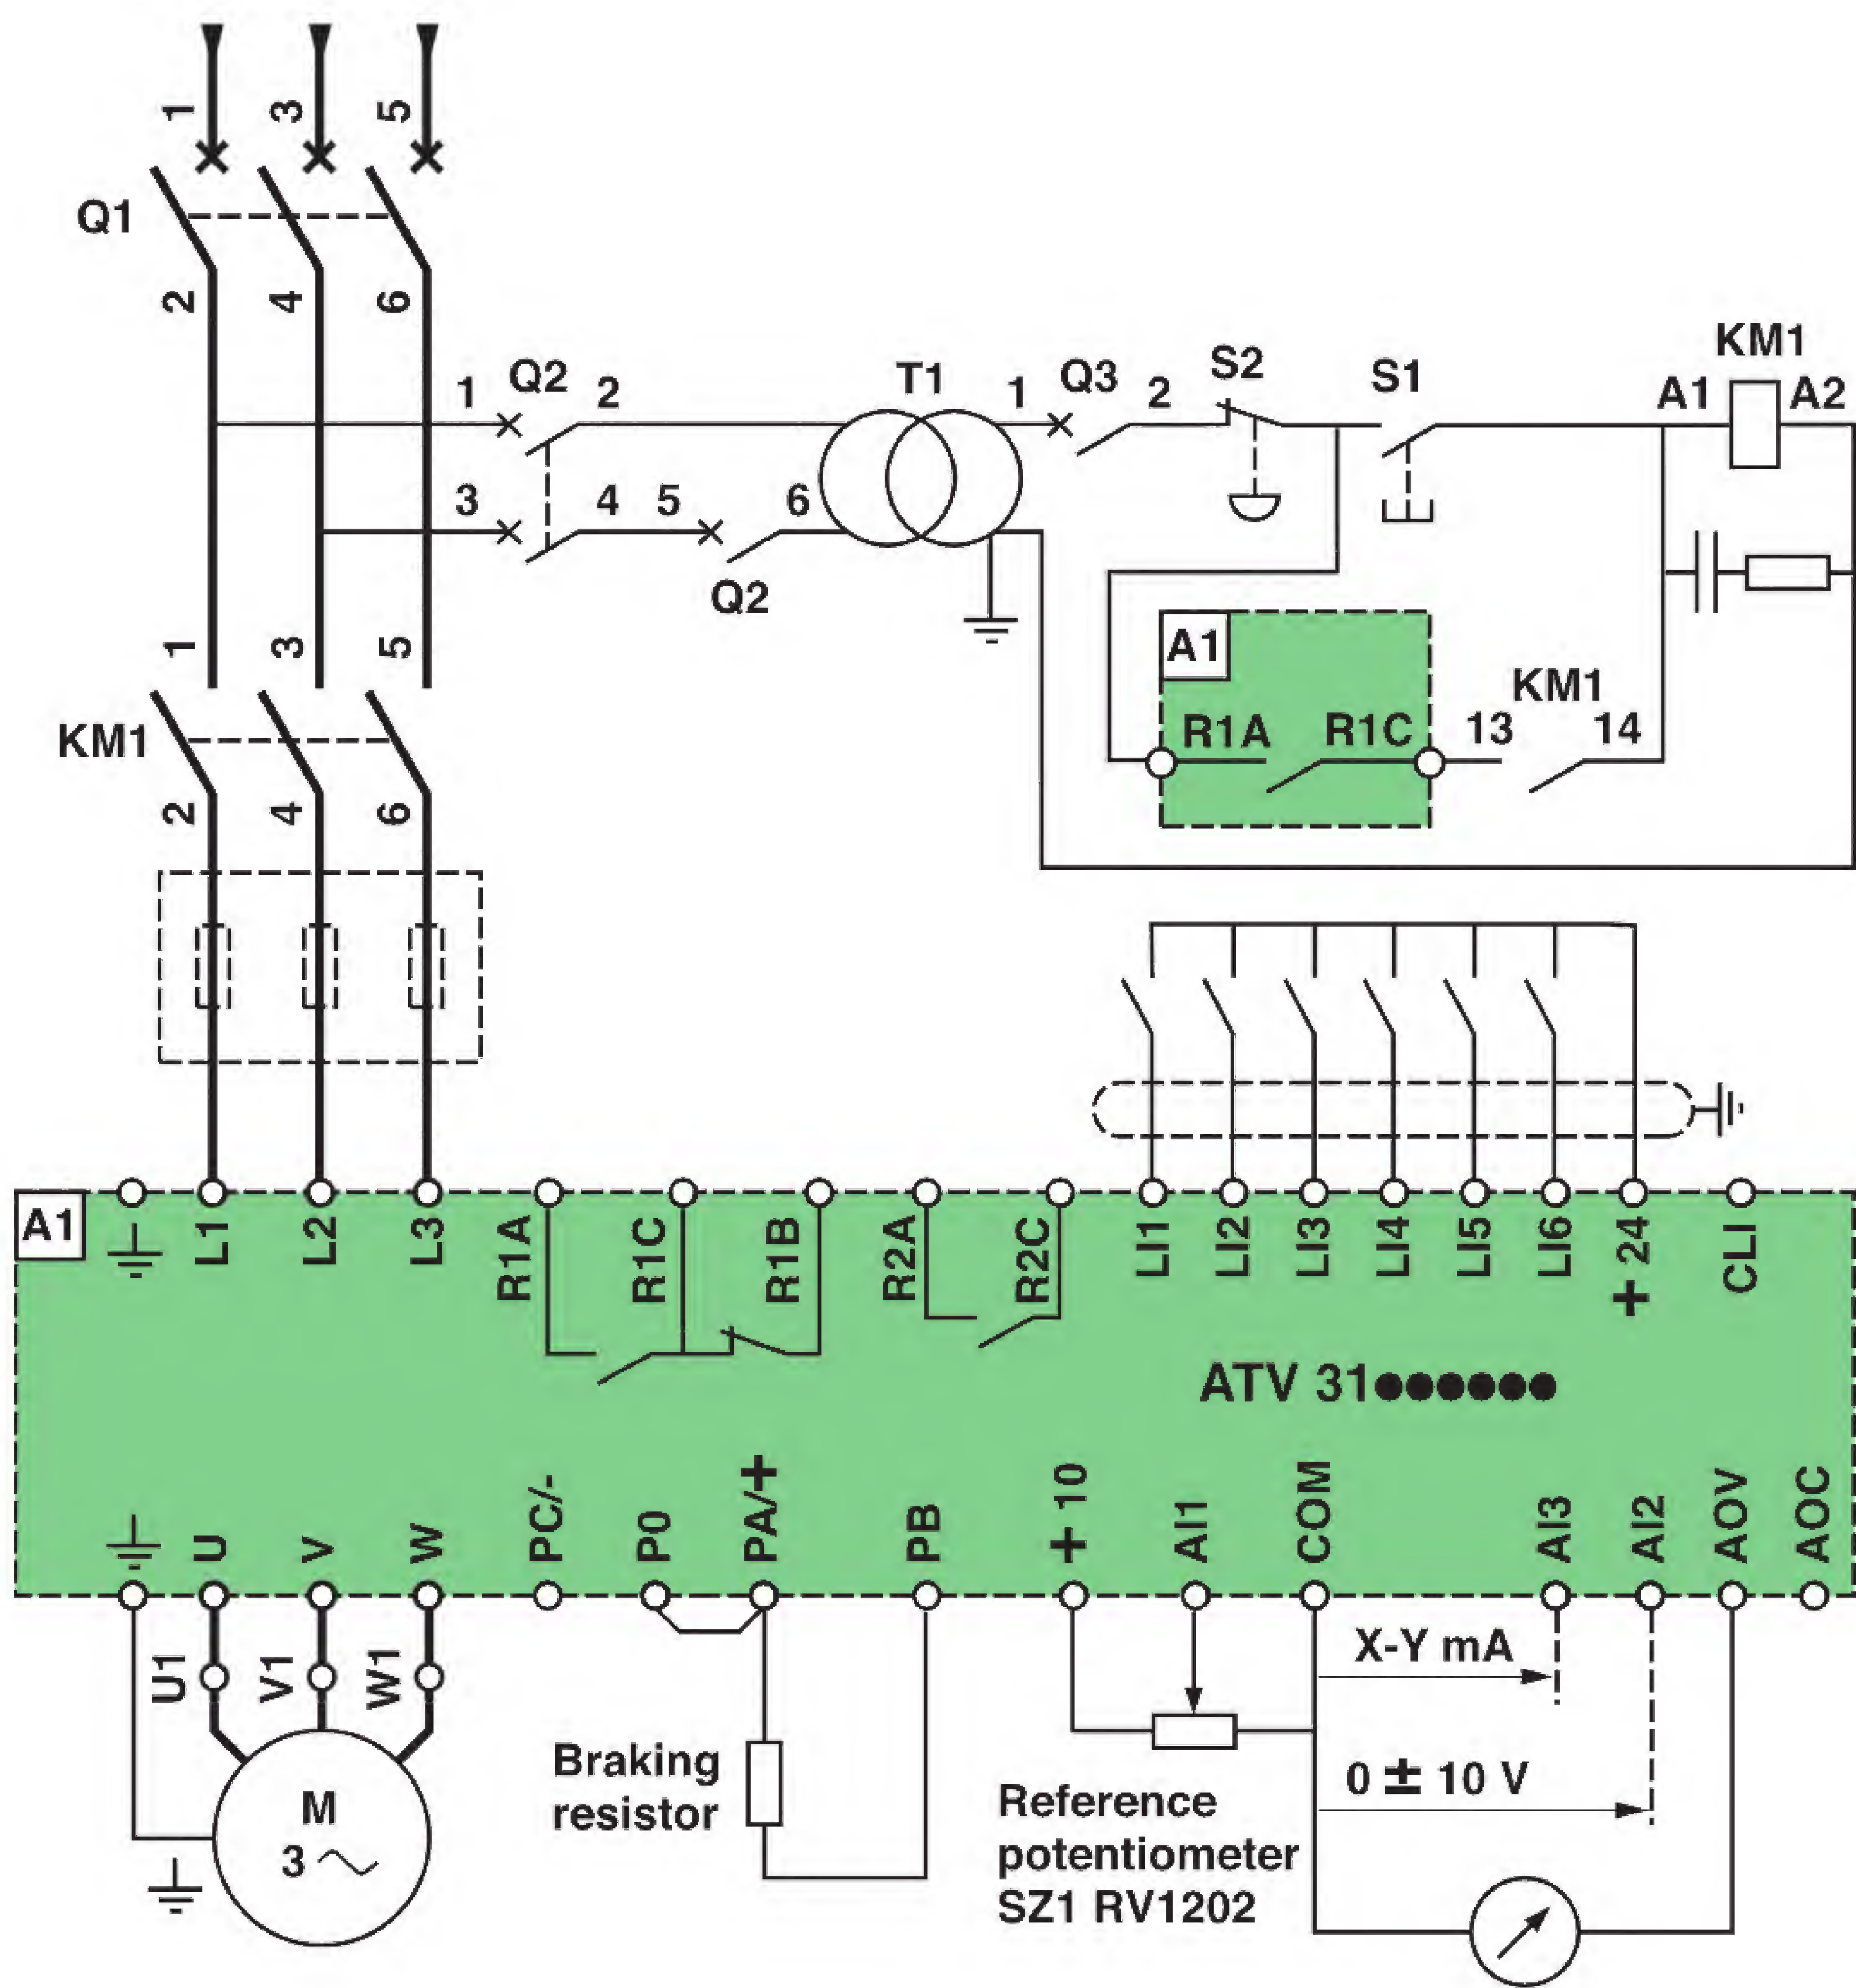 1 3 5
Q1
2 4 6
KM1
1 Q2 2 T1 1 Q3 2 S2 S1 A1 A2
3 4 5 6
Q2
1 3 5
A1
KM1
KM1
R1A R1C 13 14
2 4 6
A1
L1 L2 L3 R1A R1C R1B R2A R2C LI1 LI2 LI3 LI4 LI5 LI6 + 24 CLI
ATV 31●●●●●●
U V W PC/- P0 PA/+ PB + 10 AI1 COM AI3 AI2 AOV AOC
U1 V1 W1
X-Y mA
Braking
resistor
0 ± 10 V
M
3
Reference
potentiometer
SZ1 RV1202